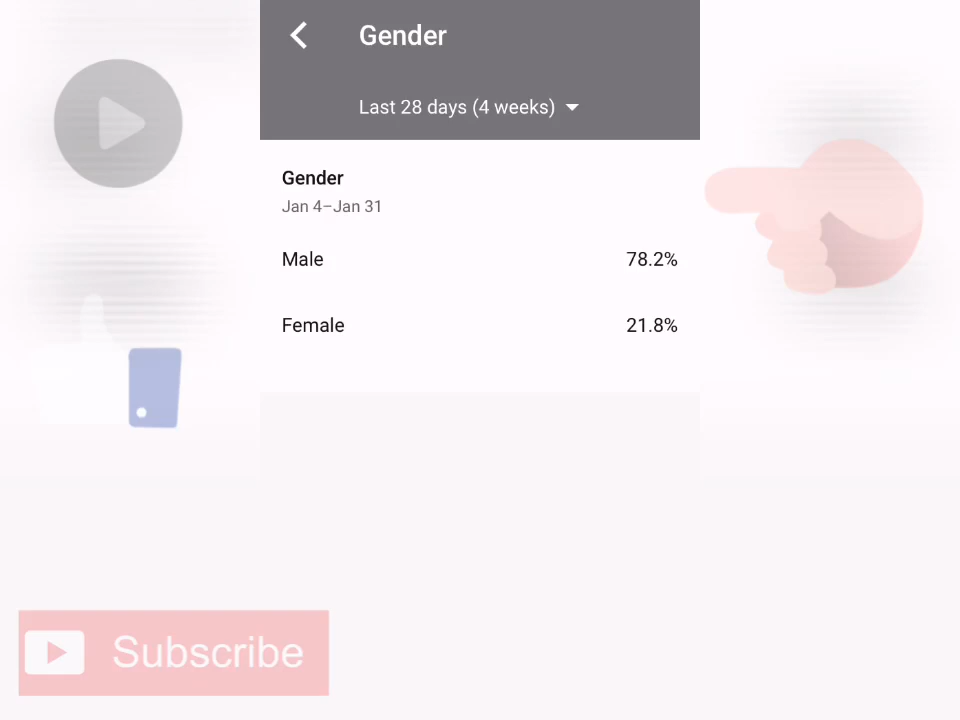 Gender
Last 28 days (4 weeks)
Gender
Jan 4–Jan 31
Male 78.2%
Female 21.8%
Subscribe